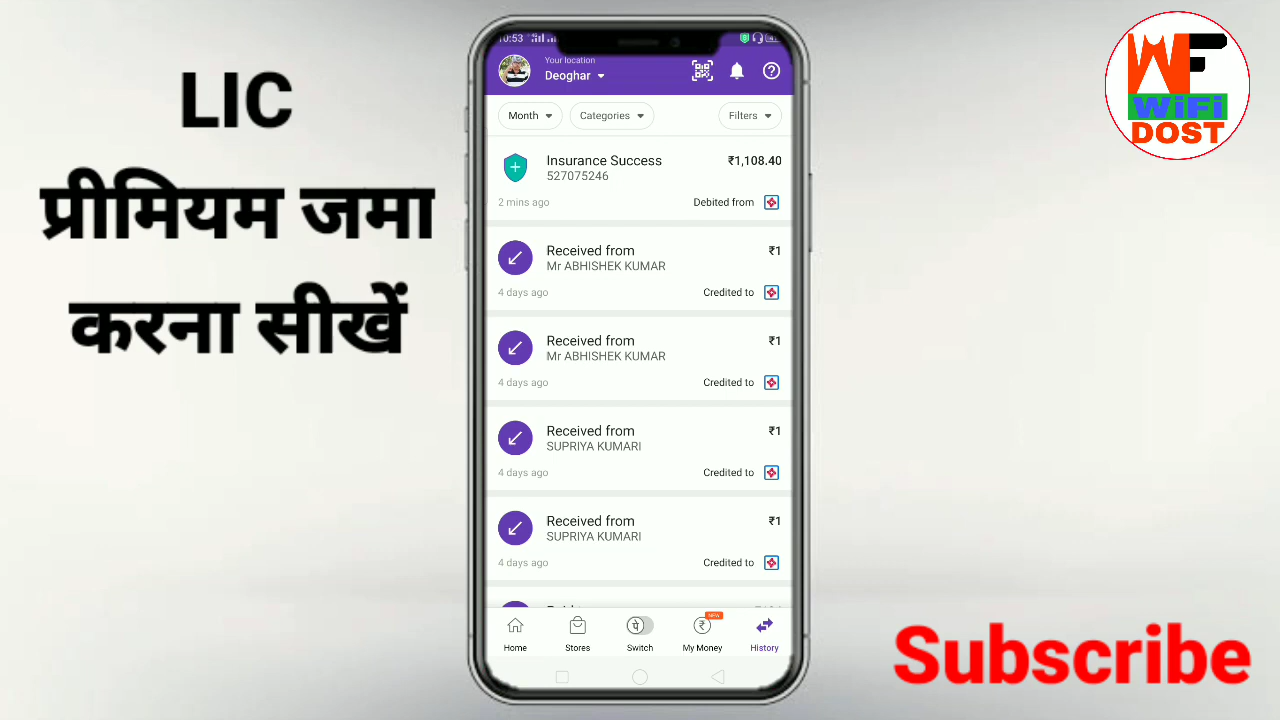 LIC
प्रीमियम जमा
करना सीखें
10:53
Your location
Deoghar
Month
Categories
Filters
Insurance Success
₹1,108.40
527075246
2 mins ago
Debited from
Received from
₹1
Mr ABHISHEK KUMAR
4 days ago
Credited to
Received from
₹1
Mr ABHISHEK KUMAR
4 days ago
Credited to
Received from
₹1
SUPRIYA KUMARI
4 days ago
Credited to
Received from
₹1
SUPRIYA KUMARI
4 days ago
Credited to
NEW
Home
Stores
Switch
My Money
History
WF
WiFi
DOST
Subscribe